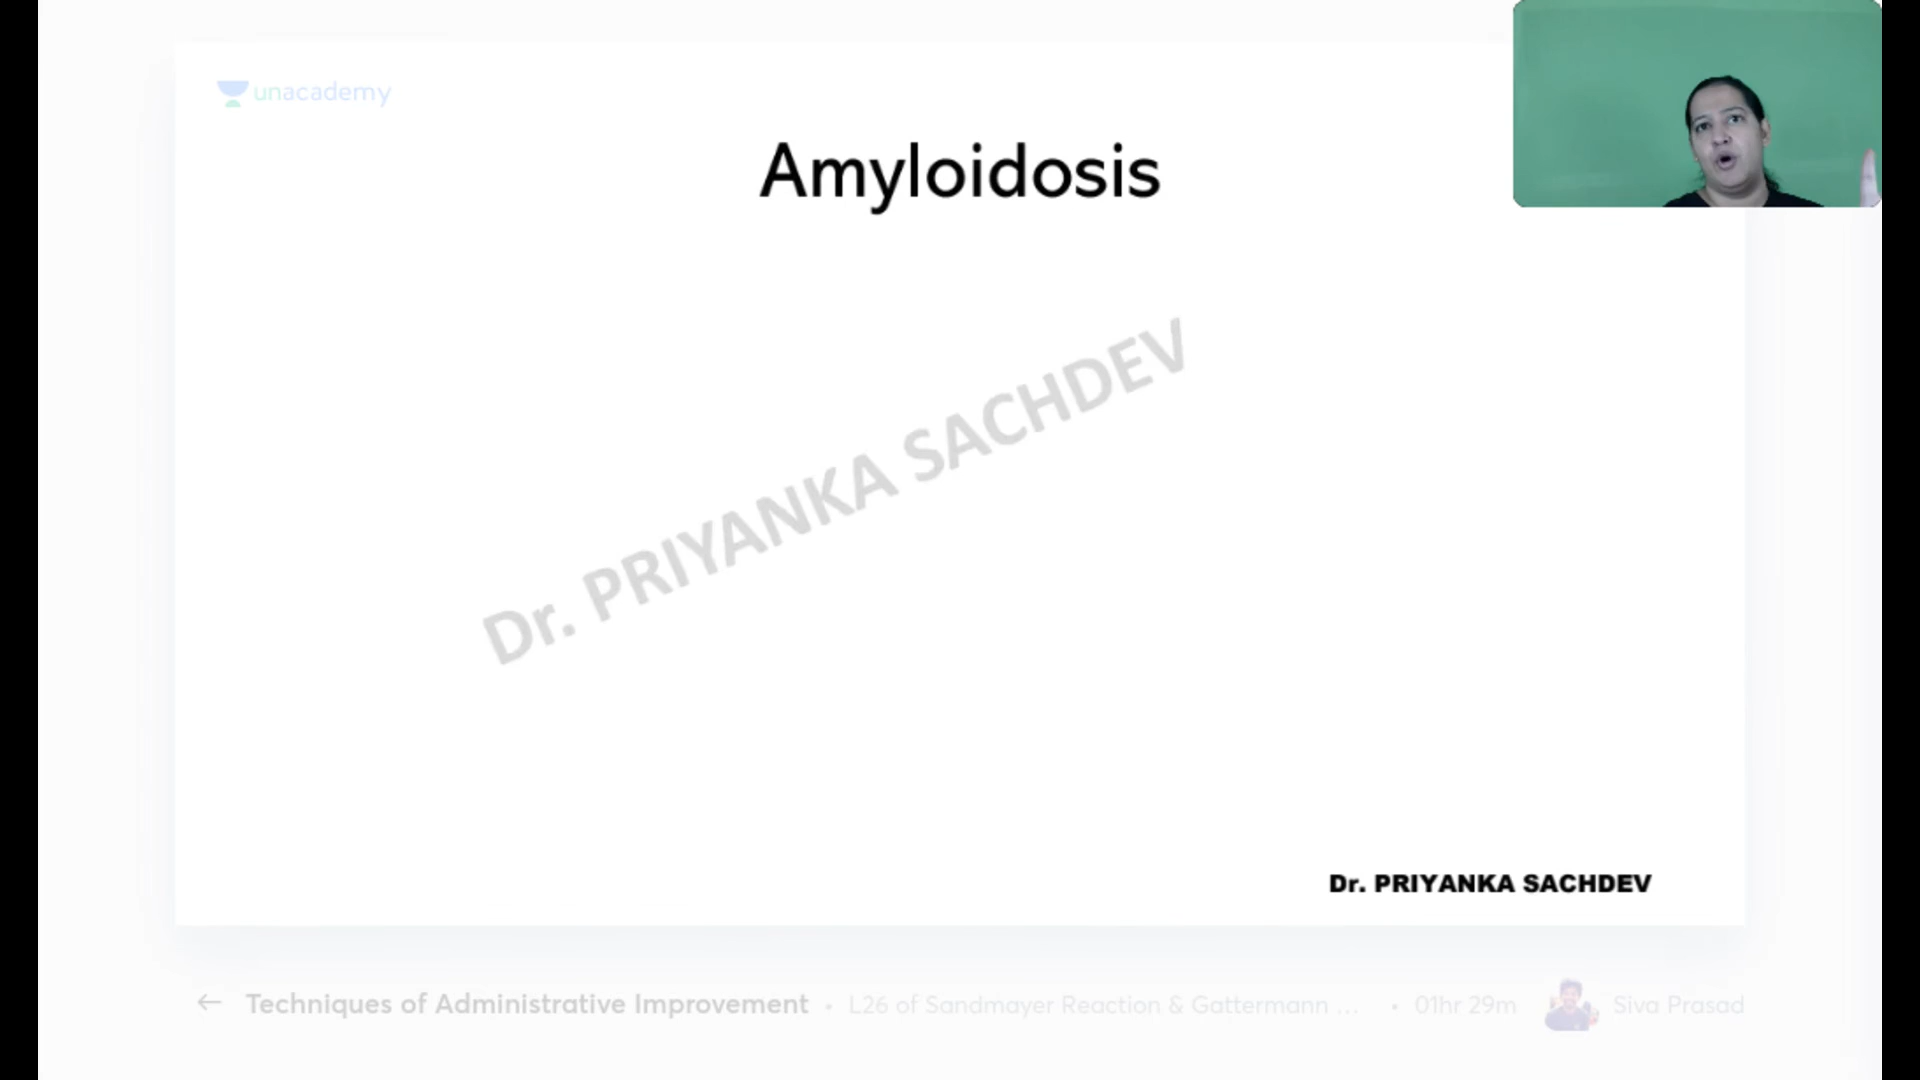 unacademy
Amyloidosis
Dr. PRIYANKA SACHDEV
Dr. PRIYANKA SACHDEV
← Techniques of Administrative Improvement • L26 of Sandmayer Reaction & Gattermann ... • 01hr 29m Siva Prasad